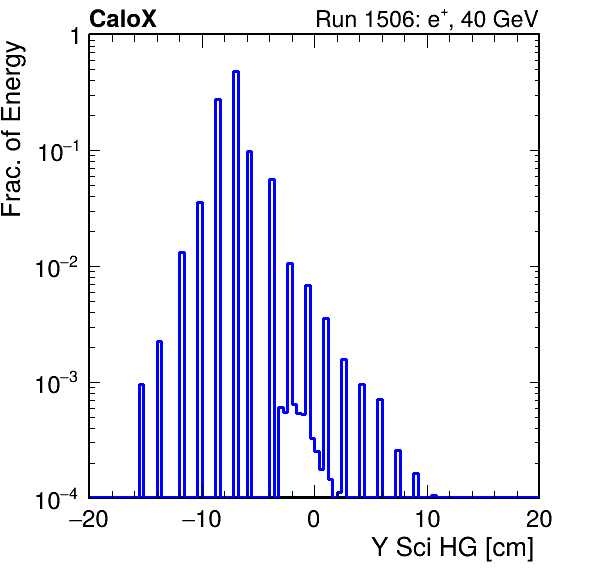 CaloX
Run 1506: e⁺, 40 GeV
Frac. of Energy
1
10⁻¹
10⁻²
10⁻³
10⁻⁴
−20
−10
0
10
20
Y Sci HG [cm]